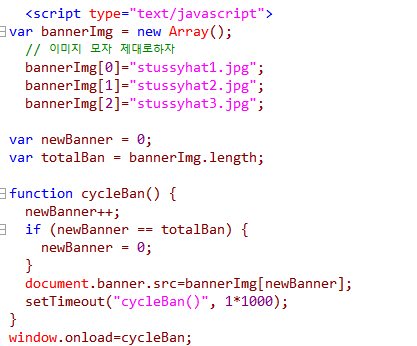 <script type="text/javascript">
var bannerImg = new Array();
// 이미지 모자 제대로하자
bannerImg[0]="stussyhat1.jpg";
bannerImg[1]="stussyhat2.jpg";
bannerImg[2]="stussyhat3.jpg";
var newBanner = 0;
var totalBan = bannerImg.length;
function cycleBan() {
newBanner++;
if (newBanner == totalBan) {
newBanner = 0;
}
document.banner.src=bannerImg[newBanner];
setTimeout("cycleBan()", 1*1000);
}
window.onload=cycleBan;